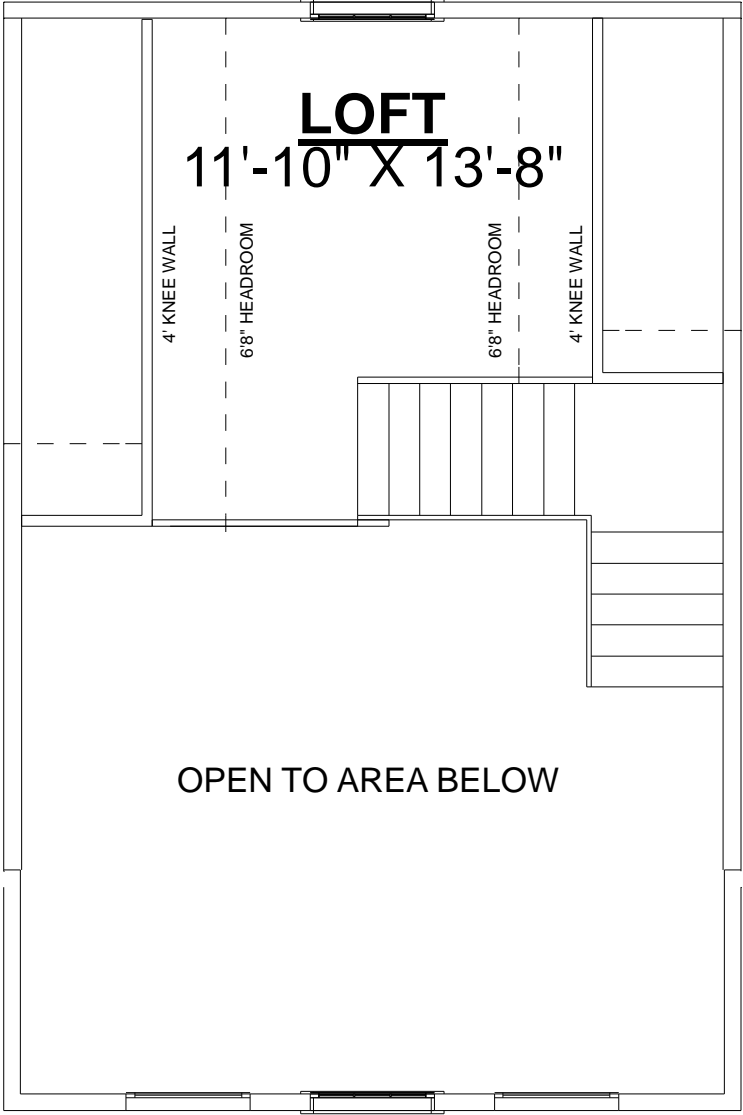 LOFT
11'-10" X 13'-8"
4' KNEE WALL
6'8" HEADROOM
6'8" HEADROOM
4' KNEE WALL
OPEN TO AREA BELOW